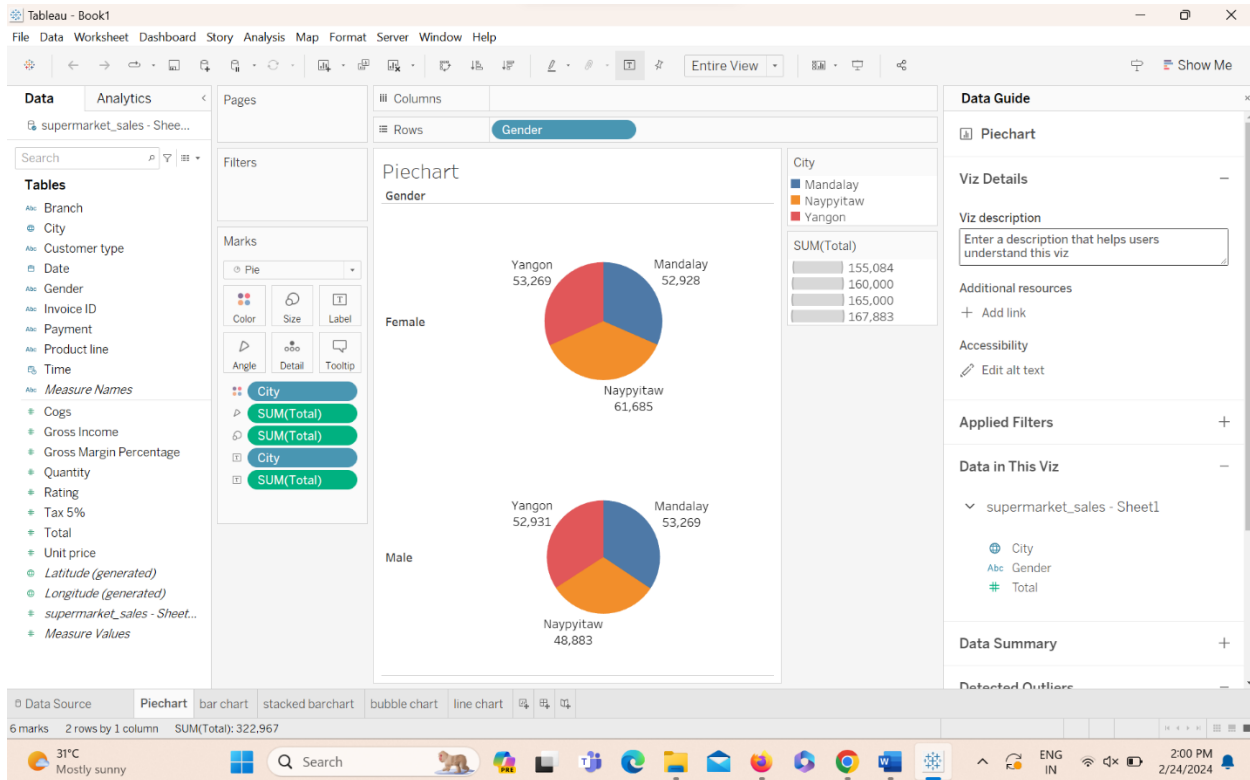 Tableau - Book1
File Data Worksheet Dashboard Story Analysis Map Format Server Window Help
Entire View
Show Me
Data Analytics
supermarket_sales - Shee...
Search
Tables
Abc Branch
City
Abc Customer type
Date
Abc Gender
Abc Invoice ID
Abc Payment
Abc Product line
Time
Abc Measure Names
# Cogs
# Gross Income
# Gross Margin Percentage
# Quantity
# Rating
# Tax 5%
# Total
# Unit price
Latitude (generated)
Longitude (generated)
# supermarket_sales - Sheet...
# Measure Values
Pages
Filters
Marks
Pie
Color Size Label
Angle Detail Tooltip
City
SUM(Total)
SUM(Total)
City
SUM(Total)
Columns
Rows Gender
Piechart
Gender
Female
Yangon
53,269
Mandalay
52,928
Naypyitaw
61,685
Male
Yangon
52,931
Mandalay
53,269
Naypyitaw
48,883
City
Mandalay
Naypyitaw
Yangon
SUM(Total)
155,084
160,000
165,000
167,883
Data Guide
Piechart
Viz Details
Viz description
Enter a description that helps users
understand this viz
Additional resources
+ Add link
Accessibility
Edit alt text
Applied Filters
Data in This Viz
supermarket_sales - Sheet1
City
Abc Gender
# Total
Data Summary
Detected Outliers
Data Source Piechart bar chart stacked barchart bubble chart line chart
6 marks 2 rows by 1 column SUM(Total): 322,967
31°C
Mostly sunny
Search
PRE
ENG
IN
2:00 PM
2/24/2024